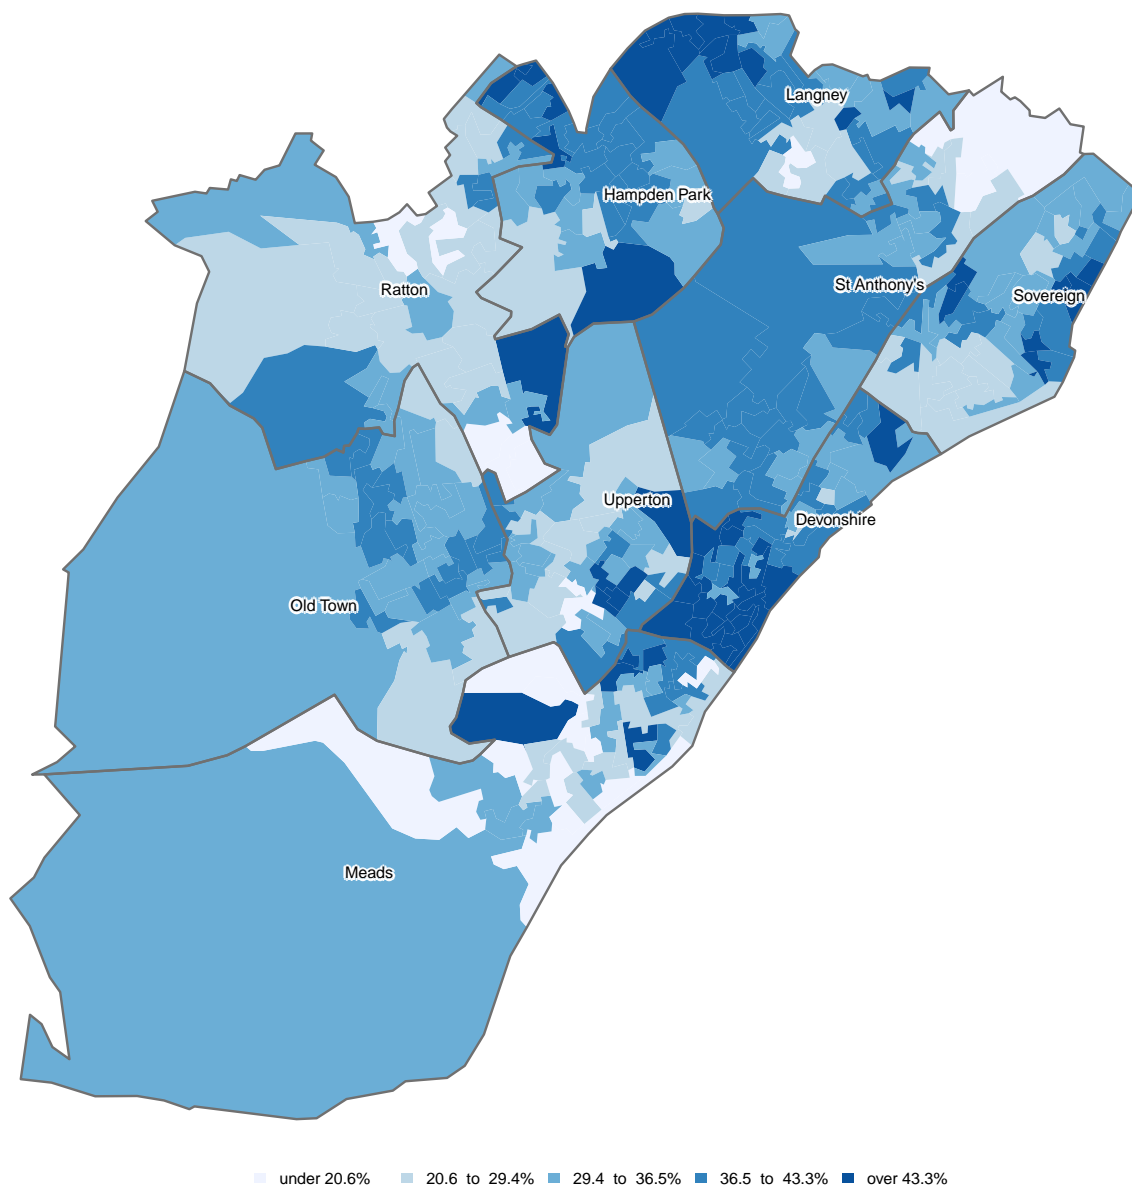 Langney
Hampden Park
St Anthony's
Ratton
Sovereign
Upperton
Devonshire
Old Town
Meads
under 20.6% 20.6 to 29.4% 29.4 to 36.5% 36.5 to 43.3% over 43.3%